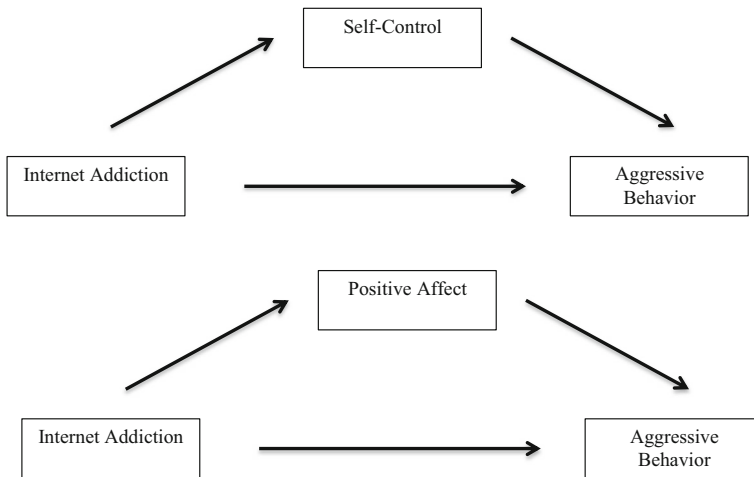 Self-Control
Internet Addiction
Aggressive
Behavior
Positive Affect
Internet Addiction
Aggressive
Behavior